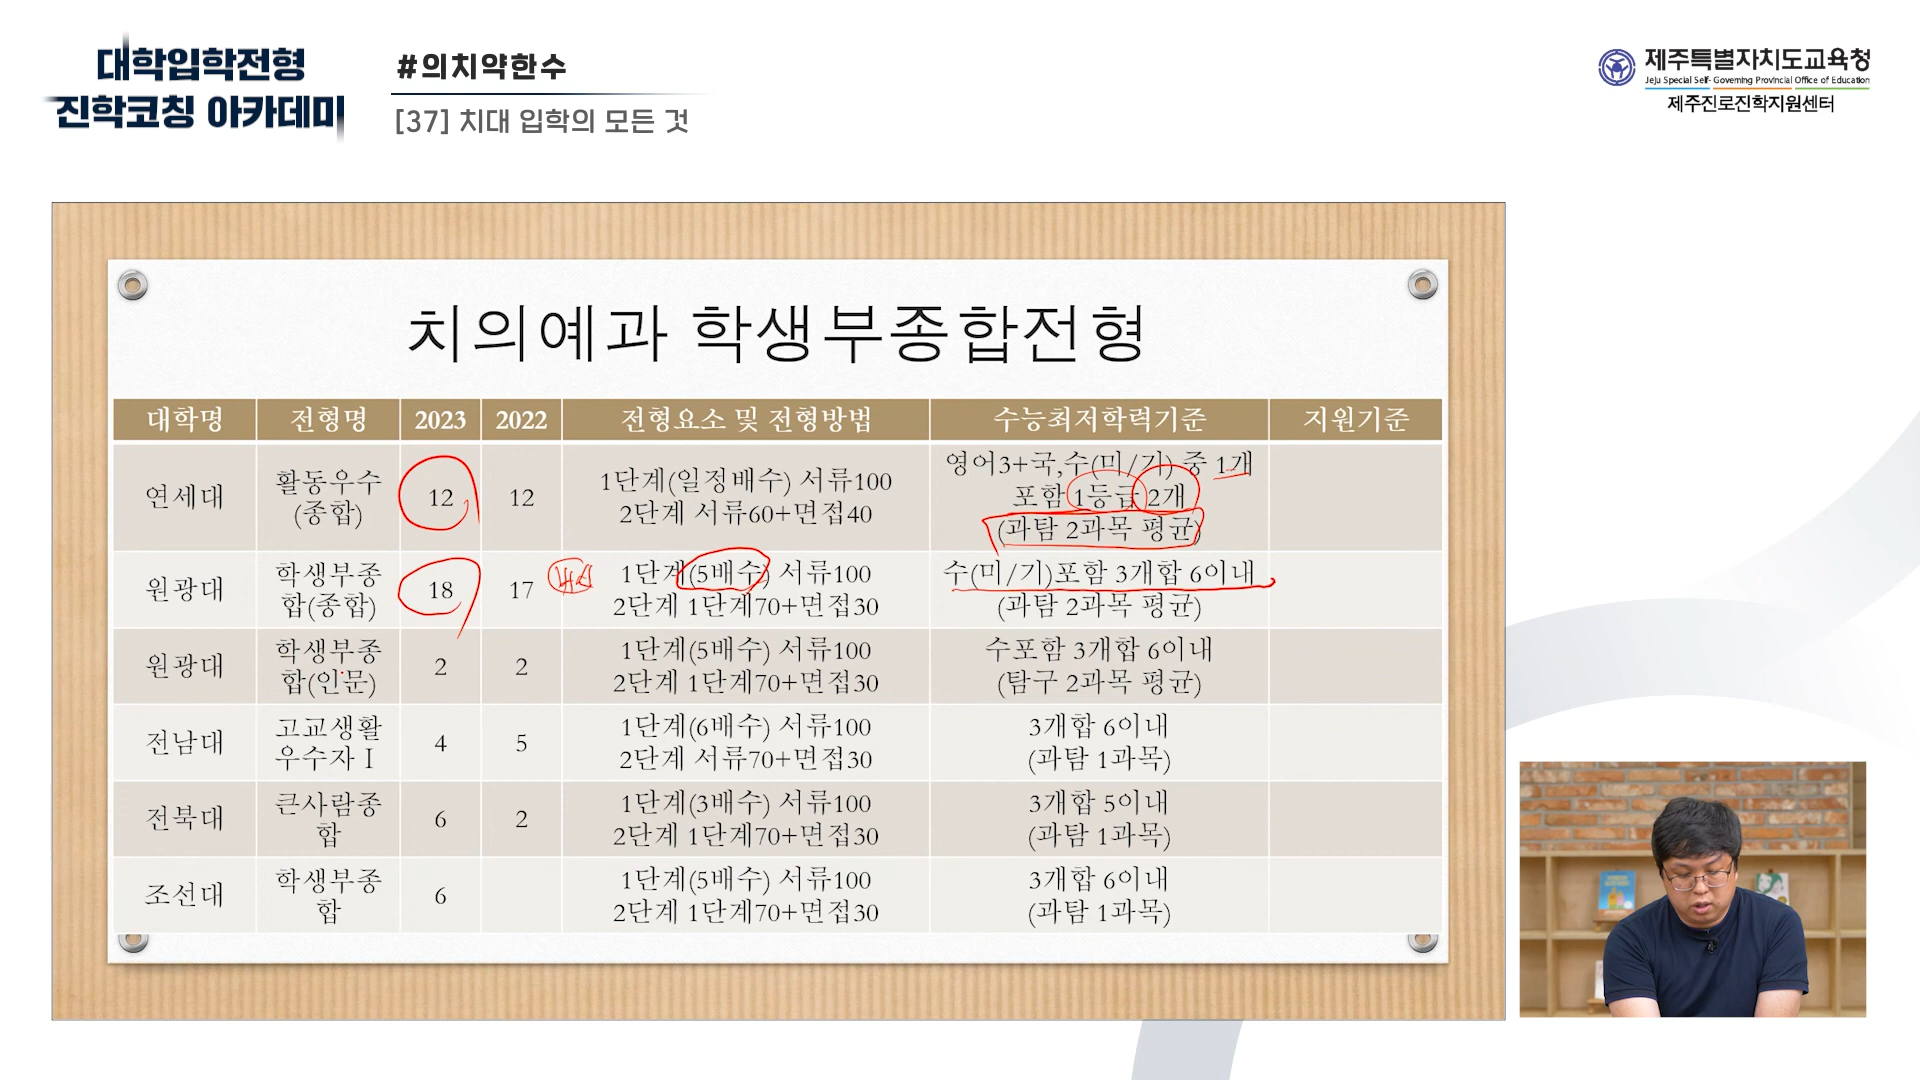 대학입학전형
진학코칭 아카데미
#의치약한수
[37] 치대 입학의 모든 것
제주특별자치도교육청
Jeju Special Self- Governing Provincial Office of Education
제주진로진학지원센터
치의예과 학생부종합전형
대학명 전형명 2023 2022 전형요소 및 전형방법 수능최저학력기준 지원기준
연세대 활동우수 12 12 1단계(일정배수) 서류100 영어3+국,수(미/기) 중 1개
(종합) 2단계 서류60+면접40 포함 1등급 2개
(과탐 2과목 평균)
원광대 학생부종 18 17 1단계(5배수) 서류100 수(미/기)포함 3개합 6이내
합(종합) 2단계 1단계70+면접30 (과탐 2과목 평균)
원광대 학생부종 2 2 1단계(5배수) 서류100 수포함 3개합 6이내
합(인문) 2단계 1단계70+면접30 (탐구 2과목 평균)
전남대 고교생활 4 5 1단계(6배수) 서류100 3개합 6이내
우수자Ⅰ 2단계 서류70+면접30 (과탐 1과목)
전북대 큰사람종 6 2 1단계(3배수) 서류100 3개합 5이내
합 2단계 1단계70+면접30 (과탐 1과목)
조선대 학생부종 6 1단계(5배수) 서류100 3개합 6이내
합 2단계 1단계70+면접30 (과탐 1과목)